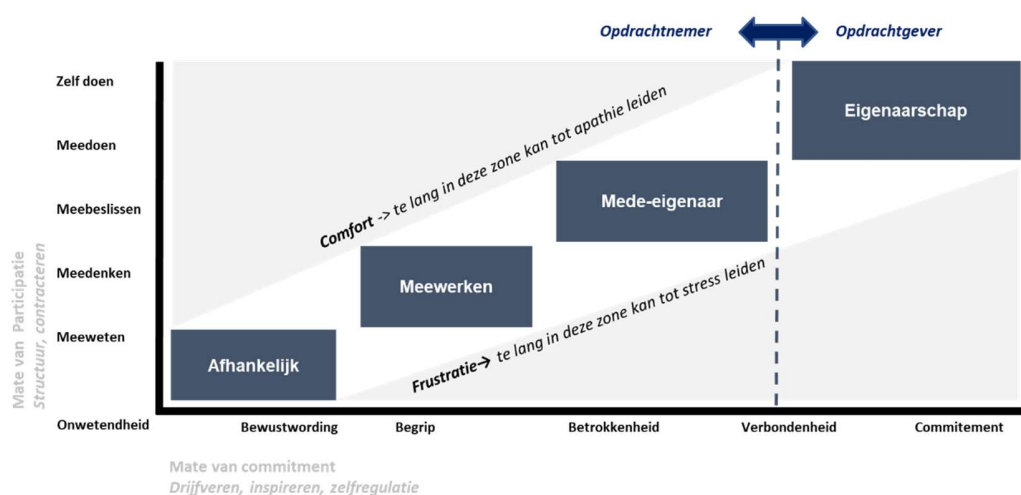 Opdrachtnemer
Opdrachtgever
Zelf doen
Meedoen
Meebeslissen
Meedenken
Meeweten
Onwetendheid
Mate van Participatie
Structuur, contracteren
Eigenaarschap
Mede-eigenaar
Meewerken
Afhankelijk
Comfort -> te lang in deze zone kan tot apathie leiden
Frustratie→ te lang in deze zone kan tot stress leiden
Bewustwording
Begrip
Betrokkenheid
Verbondenheid
Commitement
Mate van commitment
Drijfveren, inspireren, zelfregulatie